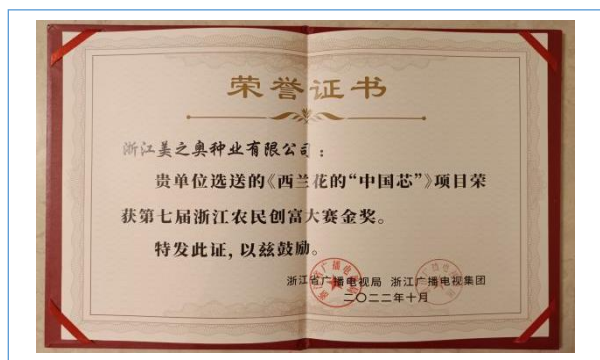 荣誉证书
浙江美之奥种业有限公司：
贵单位选送的《西兰花的“中国芯”》项目荣
获第七届浙江农民创富大赛金奖。
特发此证，以兹鼓励。
浙江省广播电视局 浙江广播电视集团
二〇二二年十月